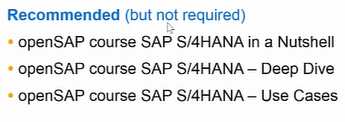 Recommended (but not required)
• openSAP course SAP S/4HANA in a Nutshell
• openSAP course SAP S/4HANA – Deep Dive
• openSAP course SAP S/4HANA – Use Cases